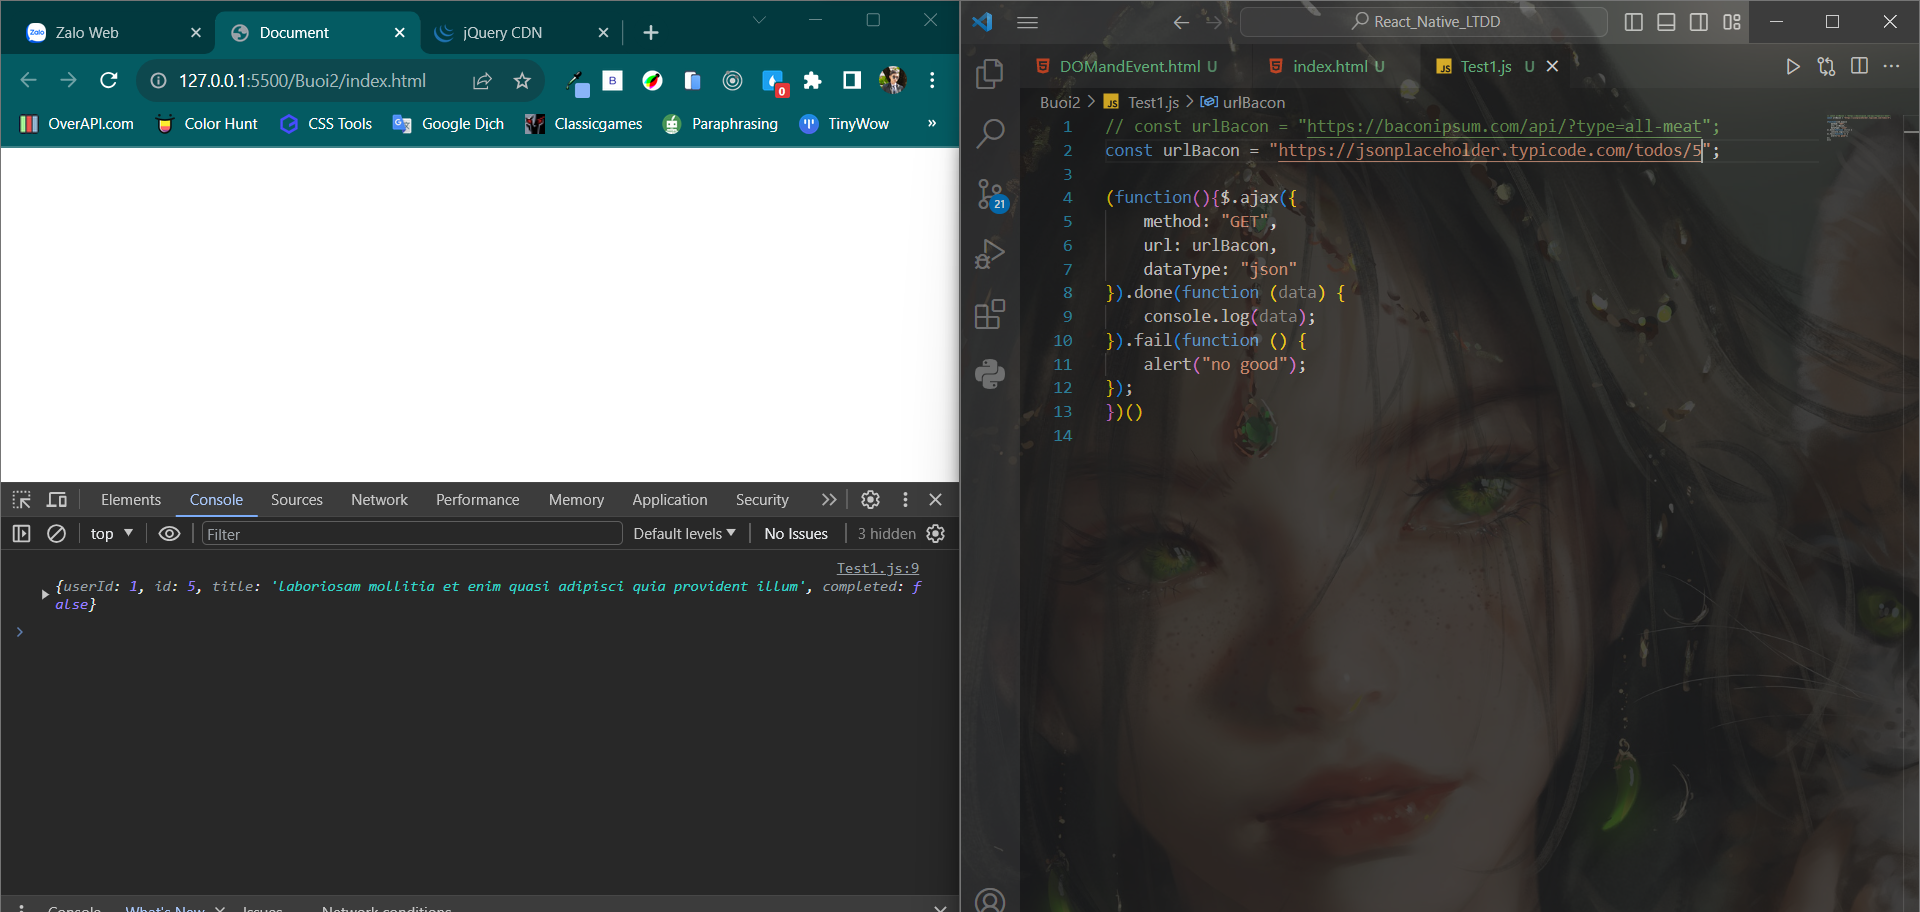 Zalo Web
Document
jQuery CDN
127.0.0.1:5500/Buoi2/index.html
B
0
OverAPI.com
Color Hunt
CSS Tools
Google Dịch
Classicgames
Paraphrasing
TinyWow
»
Elements Console Sources Network Performance Memory Application Security
top
Filter
Default levels
No Issues
3 hidden
Test1.js:9
{userId: 1, id: 5, title: 'laboriosam mollitia et enim quasi adipisci quia provident illum', completed: f
alse}
Console What's New Issues Network conditions
React_Native_LTDD
DOMandEvent.html U
index.html U
JS Test1.js U
Buoi2 > JS Test1.js > urlBacon
21
1 // const urlBacon = "https://baconipsum.com/api/?type=all-meat";
2 const urlBacon = "https://jsonplaceholder.typicode.com/todos/5";
3
4 (function(){$.ajax({
5 method: "GET",
6 url: urlBacon,
7 dataType: "json"
8 }).done(function (data) {
9 console.log(data);
10 }).fail(function () {
11 alert("no good");
12 });
13 })()
14